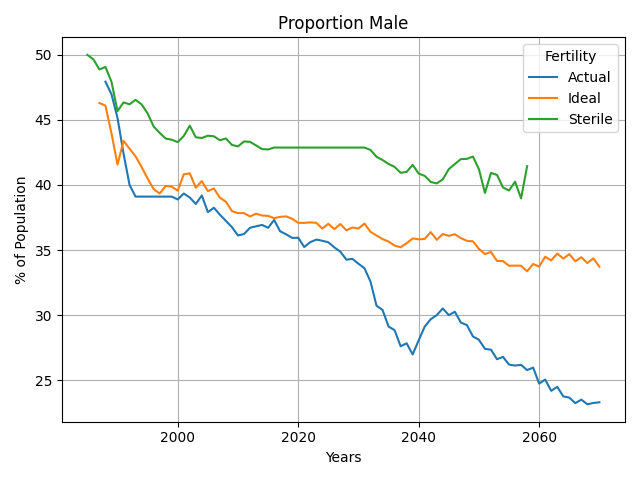 Proportion Male
% of Population
50
45
40
35
30
25
Fertility
Actual
Ideal
Sterile
2000
2020
2040
2060
Years